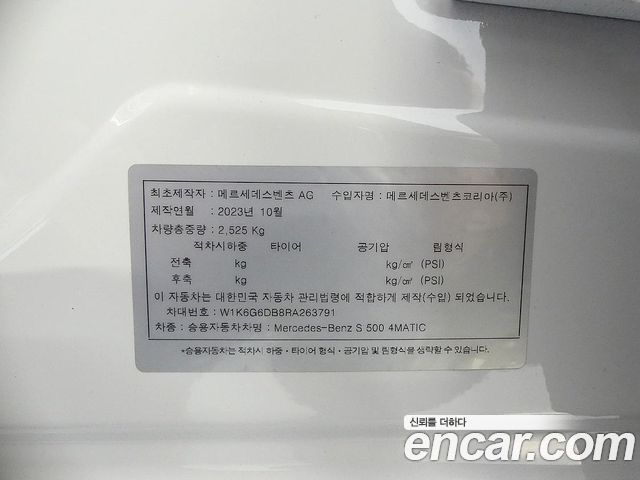 최초제작자 : 메르세데스벤츠 AG 수입자명 : 메르세데스벤츠코리아(주)
제작연월 : 2023년 10월
차량총중량 : 2,525 Kg
적차시하중 타이어 공기압 림형식
전축 kg kg/㎠ (PSI)
후축 kg kg/㎠ (PSI)
이 자동차는 대한민국 자동차 관리법령에 적합하게 제작(수입) 되었습니다.
차대번호 : W1K6G6DB8RA263791
차종 : 승용자동차차명 : Mercedes-Benz S 500 4MATIC
*승용자동차는 적차시 하중 · 타이어 형식 · 공기압 및 림형식을 생략할 수 있습니다.
신뢰를 더하다
encar.com